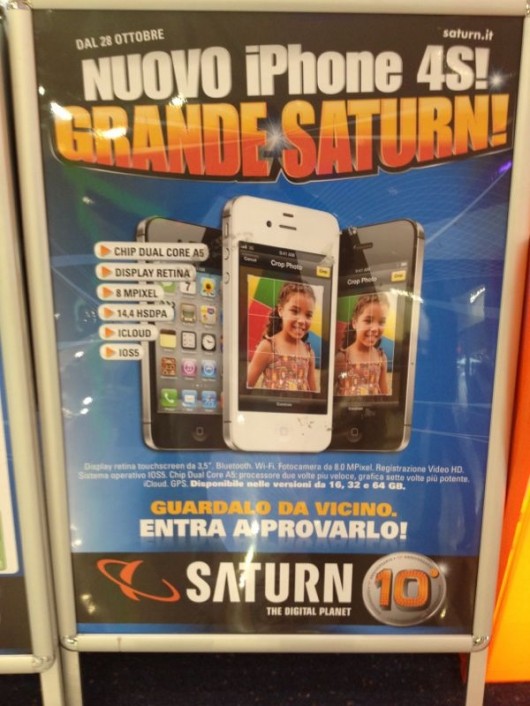 DAL 28 OTTOBRE
saturn.it
NUOVO iPhone 4S!
GRANDE SATURN!
CHIP DUAL CORE A5
DISPLAY RETINA
8 MPIXEL
14,4 HSDPA
ICLOUD
IOS5
Crop Photo
Crop Photo
Display retina touchscreen da 3,5". Bluetooth. Wi-Fi. Fotocamera da 8.0 MPixel. Registrazione Video HD.
Sistema operativo IOS5. Chip Dual Core A5: processore due volte piu veloce, grafica sette volte più potente.
iCloud. GPS. Disponibile nelle versioni da 16, 32 e 64 GB.
GUARDALO DA VICINO.
ENTRA A PROVARLO!
SATURN
THE DIGITAL PLANET
10°